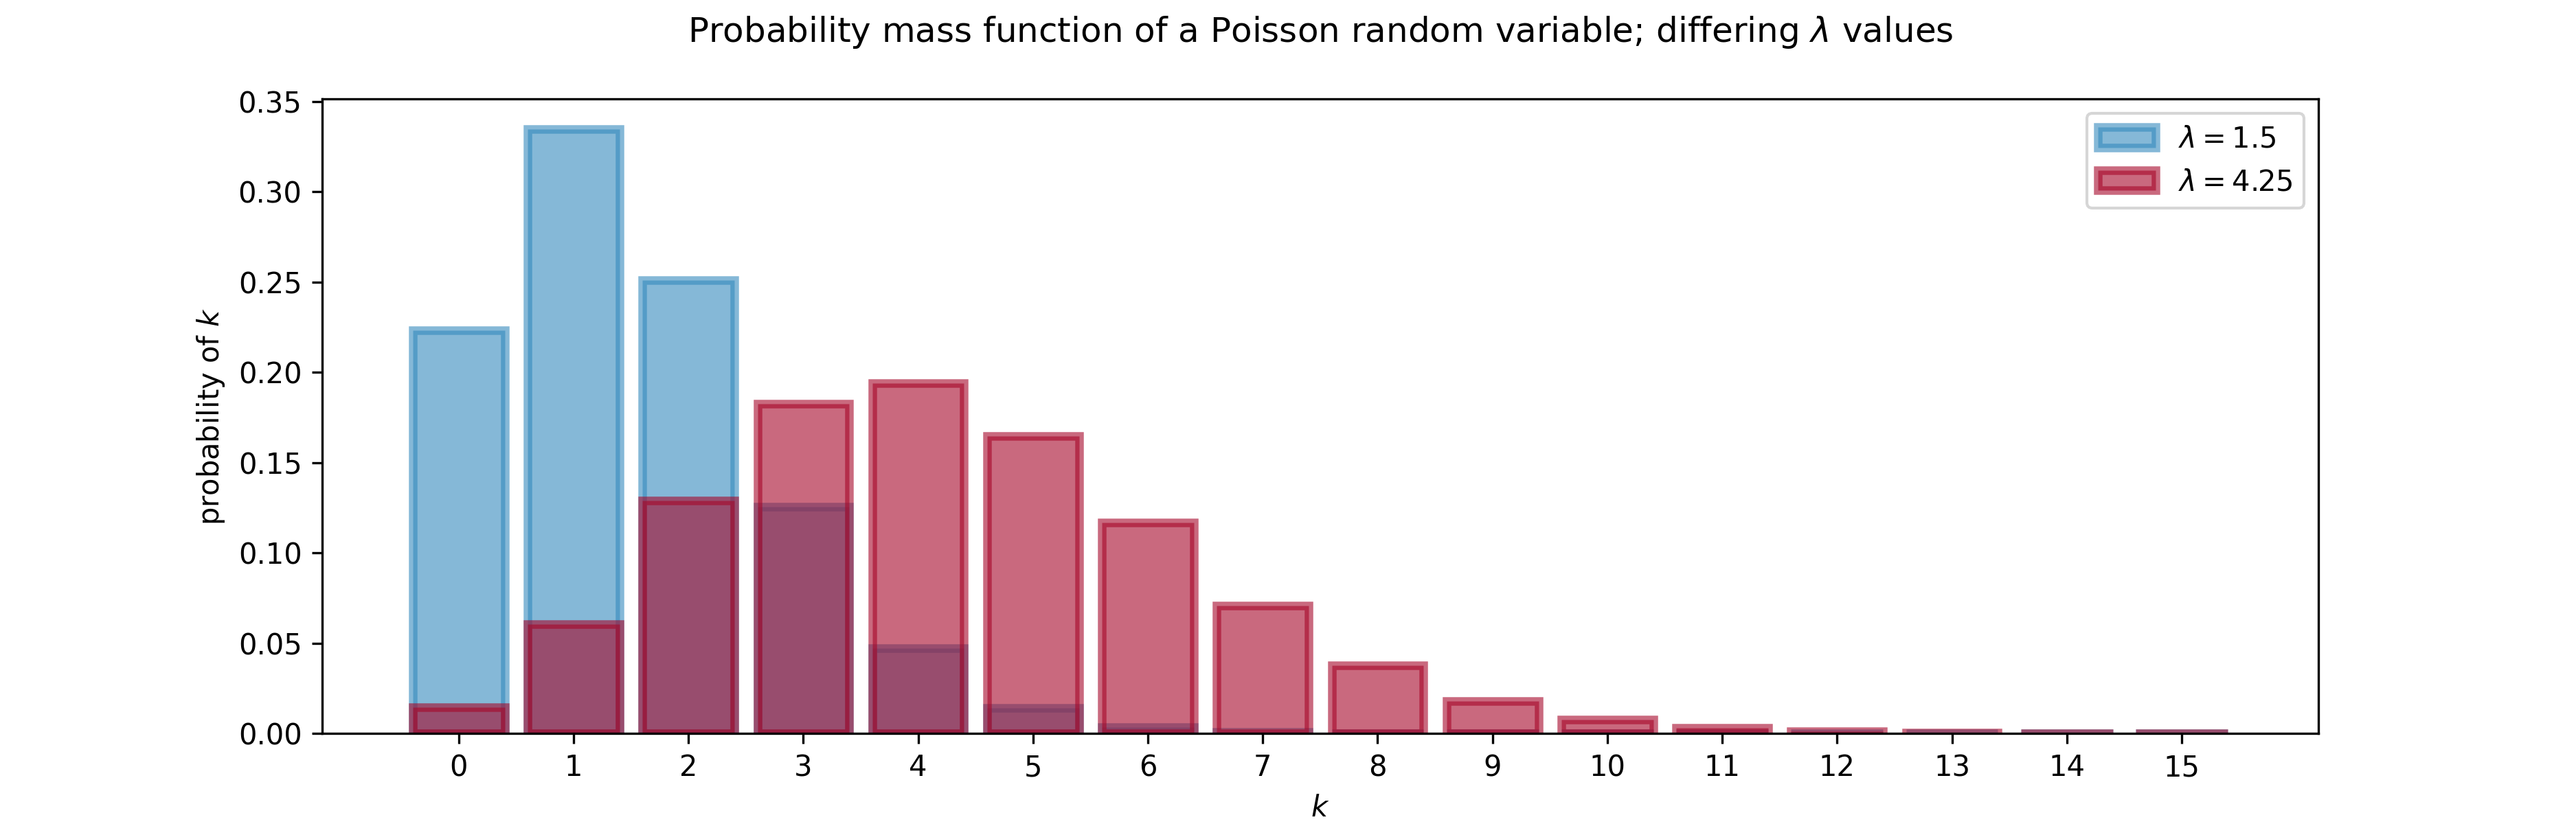 Probability mass function of a Poisson random variable; differing λ values
0.35
0.30
0.25
0.20
0.15
0.10
0.05
0.00
probability of k
λ = 1.5
λ = 4.25
0 1 2 3 4 5 6 7 8 9 10 11 12 13 14 15
k